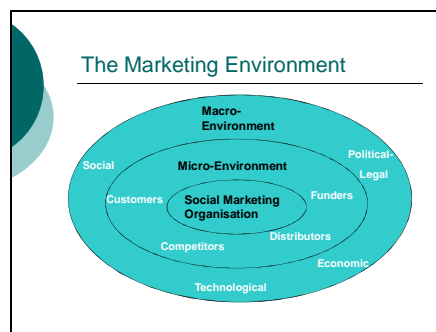 The Marketing Environment
Macro-
Environment
Social
Political-
Legal
Micro-Environment
Customers
Social Marketing
Organisation
Funders
Distributors
Competitors
Economic
Technological